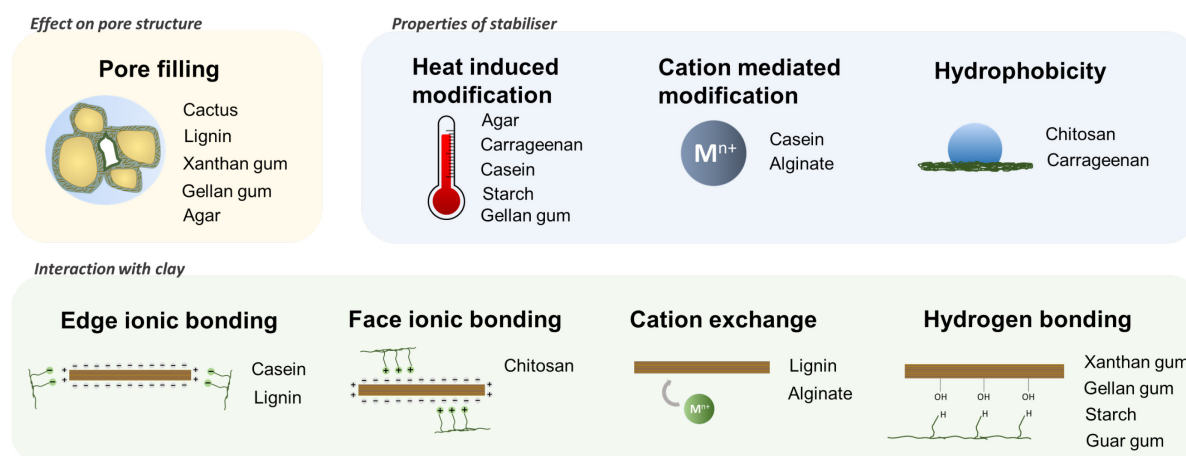 Effect on pore structure
Pore filling
Cactus
Lignin
Xanthan gum
Gellan gum
Agar
Properties of stabiliser
Heat induced
modification
Agar
Carrageenan
Casein
Starch
Gellan gum
Cation mediated
modification
Mn+
Casein
Alginate
Hydrophobicity
Chitosan
Carrageenan
Interaction with clay
Edge ionic bonding
− − − − − − − − − −
+ +
+ +
− − − − − − − − − −
Casein
Lignin
Face ionic bonding
+ + +
− − − − − − − − − −
+ +
+ +
− − − − − − − − − −
+ + +
Chitosan
Cation exchange
Mn+
Lignin
Alginate
Hydrogen bonding
OH OH OH
H H H
Xanthan gum
Gellan gum
Starch
Guar gum